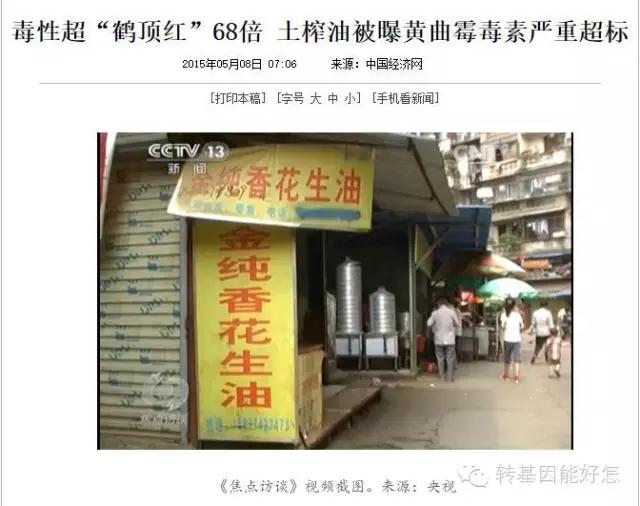 毒性超“鹤顶红”68倍 土榨油被曝黄曲霉毒素严重超标
2015年05月08日 07:06 来源：中国经济网
[打印本稿] [字号 大 中 小] [手机看新闻]
CCTV 13
新闻
金纯香花生油
金纯香花生油
电话:
《焦点访谈》视频截图。来源：央视
转基因能好怎